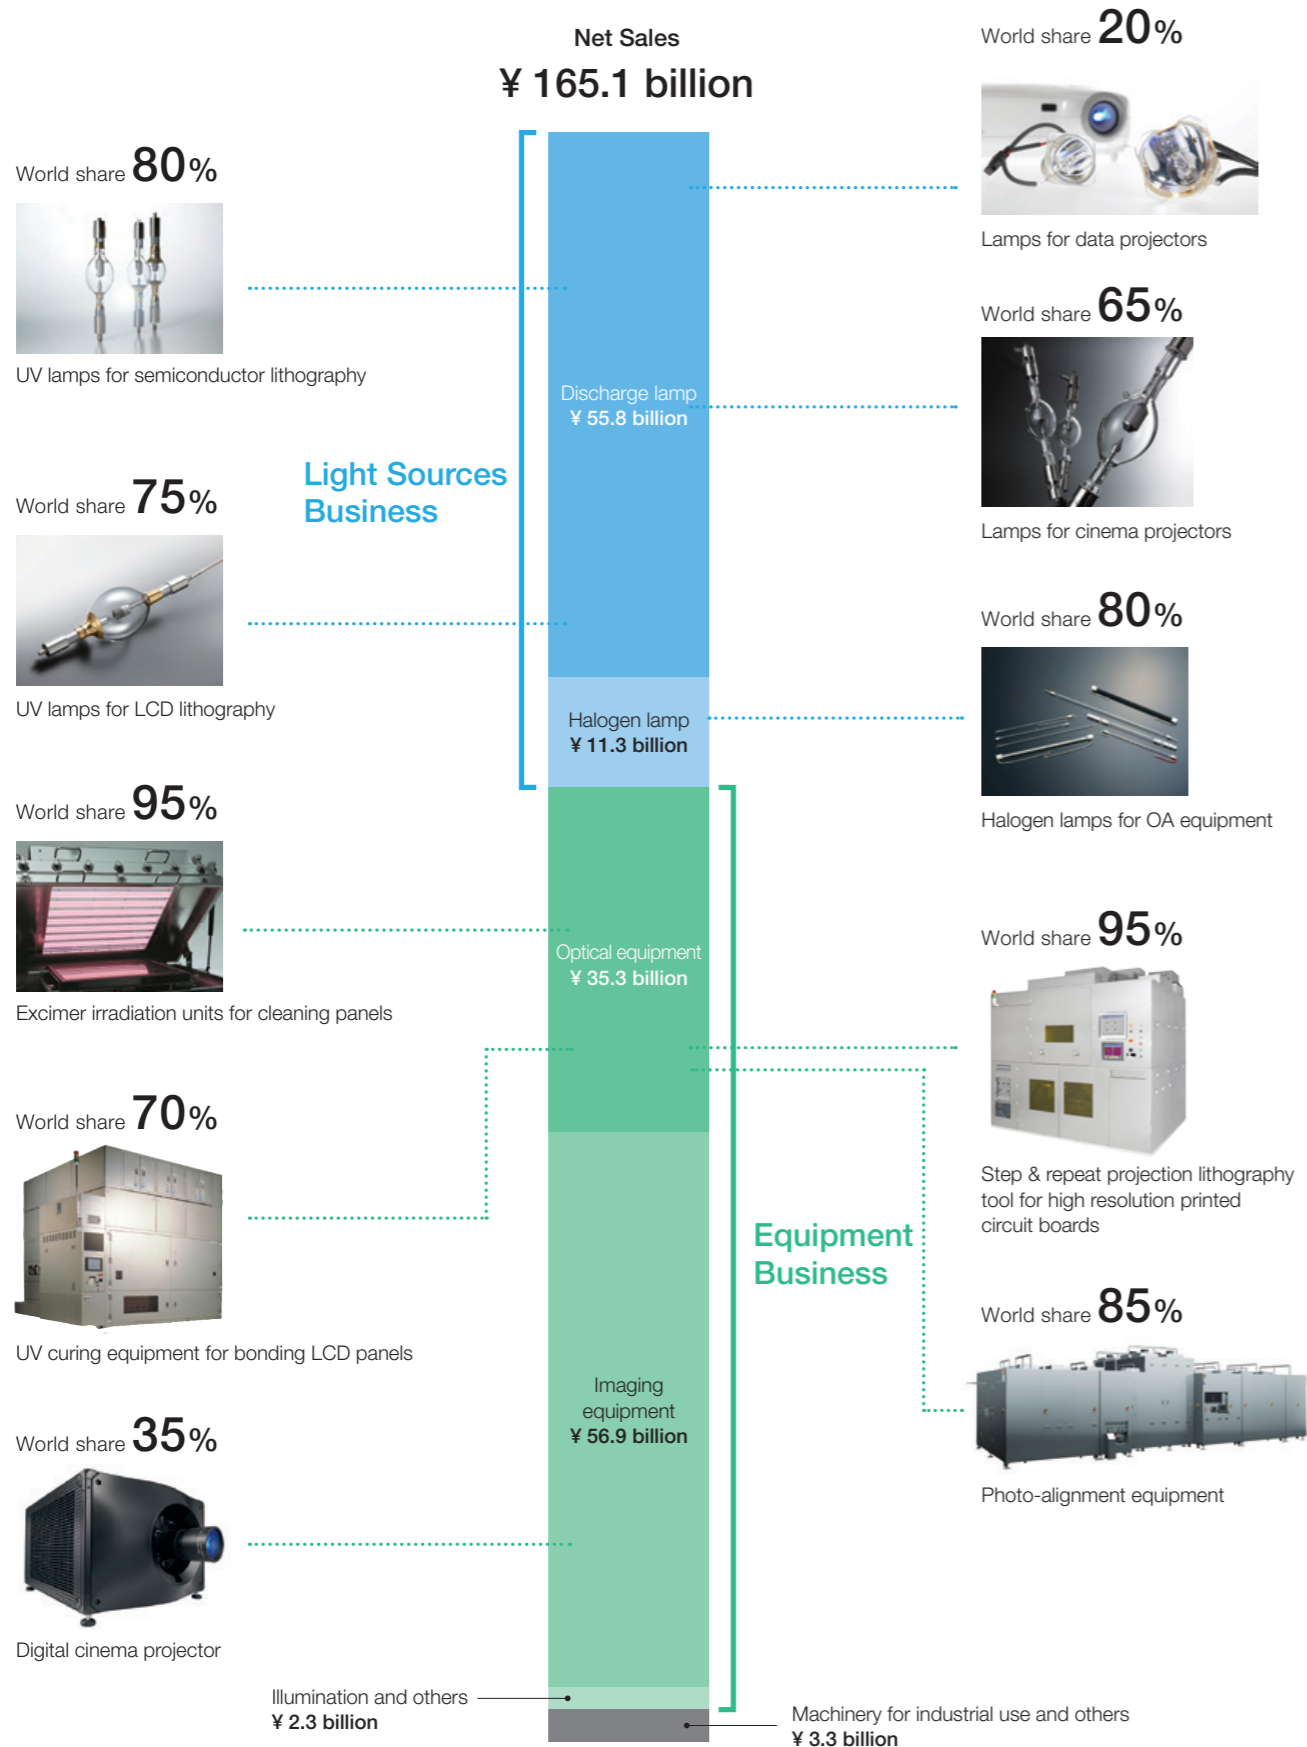 Net Sales
¥ 165.1 billion
World share 80%
UV lamps for semiconductor lithography
World share 75%
UV lamps for LCD lithography
World share 95%
Excimer irradiation units for cleaning panels
World share 70%
UV curing equipment for bonding LCD panels
World share 35%
Digital cinema projector
Light Sources
Business
Discharge lamp
¥ 55.8 billion
Halogen lamp
¥ 11.3 billion
Optical equipment
¥ 35.3 billion
Imaging
equipment
¥ 56.9 billion
Illumination and others
¥ 2.3 billion
Equipment
Business
Machinery for industrial use and others
¥ 3.3 billion
World share 20%
Lamps for data projectors
World share 65%
Lamps for cinema projectors
World share 80%
Halogen lamps for OA equipment
World share 95%
Step & repeat projection lithography
tool for high resolution printed
circuit boards
World share 85%
Photo-alignment equipment